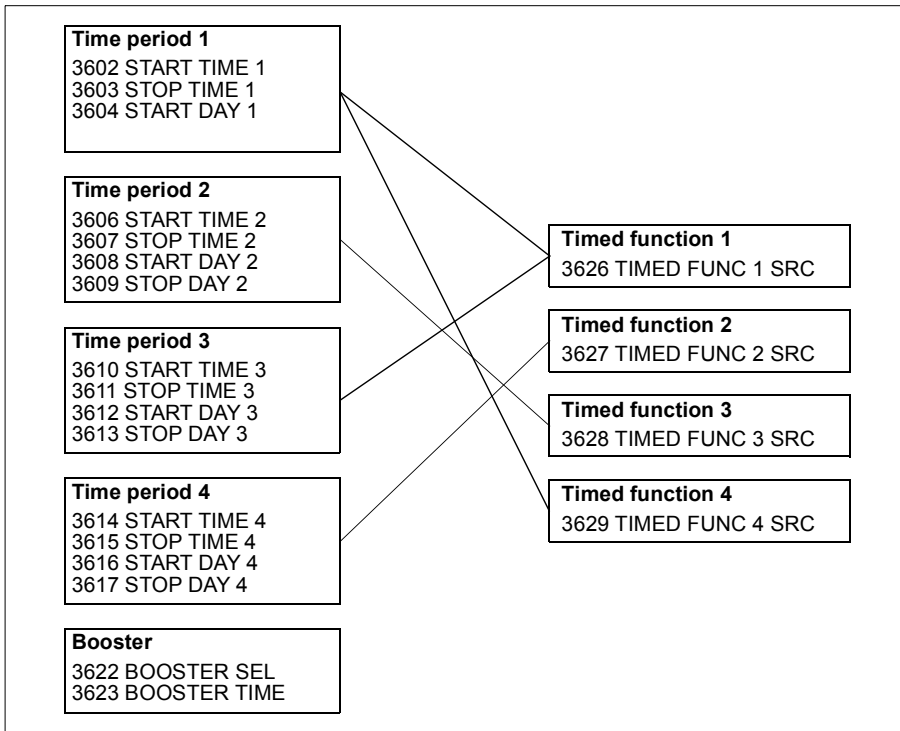 Time period 1
3602 START TIME 1
3603 STOP TIME 1
3604 START DAY 1
Time period 2
3606 START TIME 2
3607 STOP TIME 2
3608 START DAY 2
3609 STOP DAY 2
Time period 3
3610 START TIME 3
3611 STOP TIME 3
3612 START DAY 3
3613 STOP DAY 3
Time period 4
3614 START TIME 4
3615 STOP TIME 4
3616 START DAY 4
3617 STOP DAY 4
Booster
3622 BOOSTER SEL
3623 BOOSTER TIME
Timed function 1
3626 TIMED FUNC 1 SRC
Timed function 2
3627 TIMED FUNC 2 SRC
Timed function 3
3628 TIMED FUNC 3 SRC
Timed function 4
3629 TIMED FUNC 4 SRC